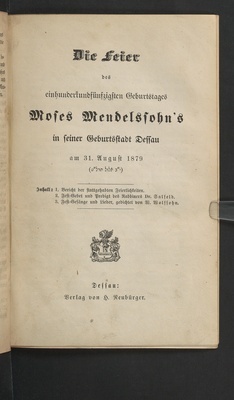 Die Feier
des
einhundertundfünfzigsten Geburtstages
Moses Mendelssohn's
in seiner Geburtsstadt Dessau
am 31. August 1879
Inhalt: 1. Bericht der stattgehabten Feierlichkeiten.
2. Fest-Gebet und Predigt des Rabbiners Dr. Saalfeld.
3. Fest-Gesänge und Lieder, gedichtet von W. Wolfsohn.
Dessau:
Verlag von H. Neubürger.